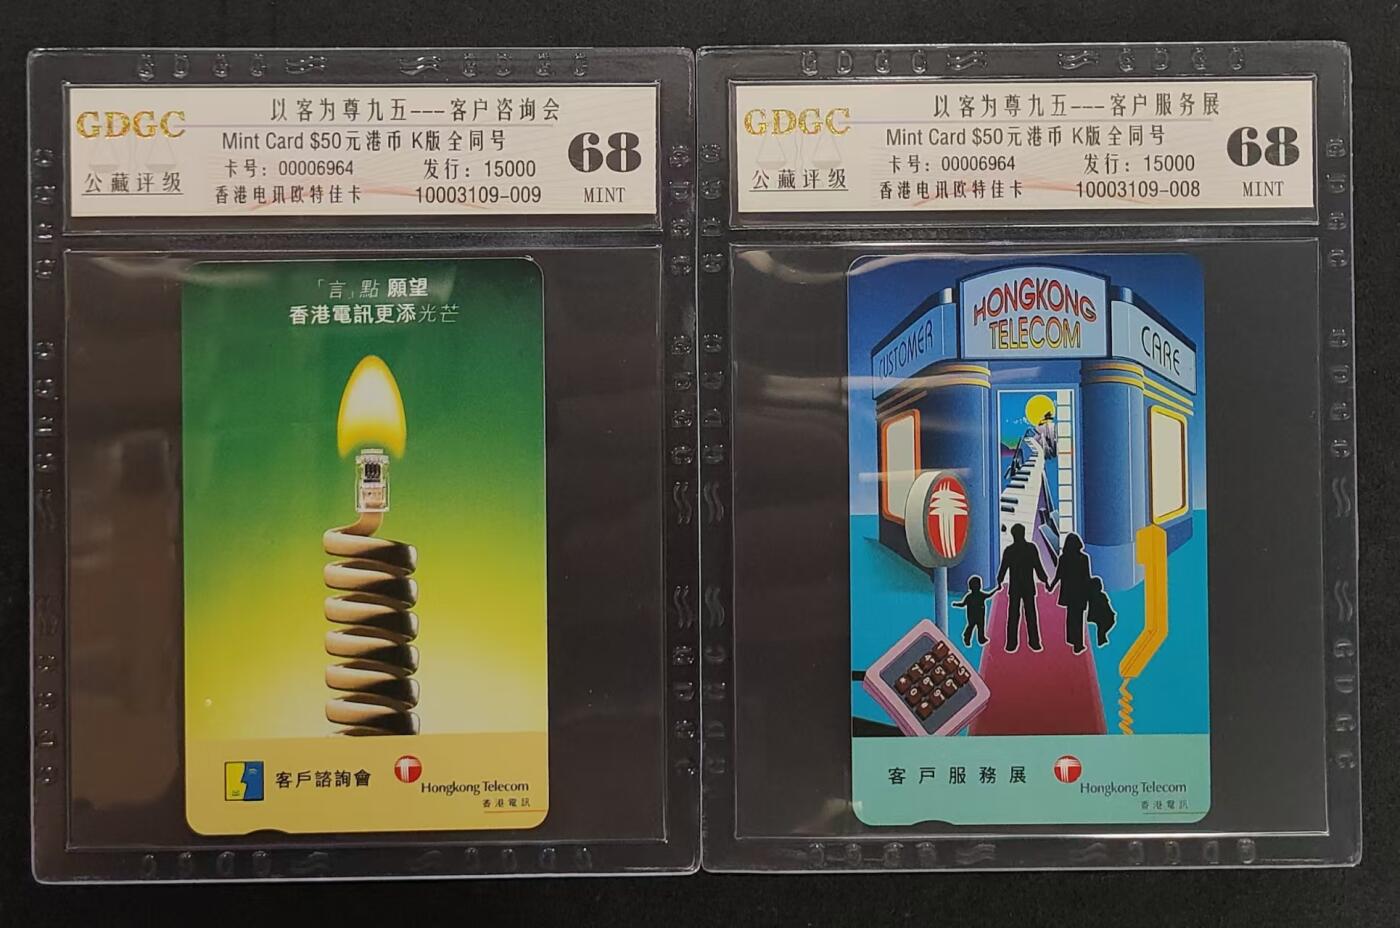 GDGC
公藏评级
以客为尊九五---客户咨询会
Mint Card $50元港币 K版全同号
卡号：00006964 发行：15000
香港电讯欧特佳卡 10003109-009
68
MINT
「言」點 願望
香港電訊更添光芒
客戶諮詢會
Hongkong Telecom
香港電訊
GDGC
公藏评级
以客为尊九五---客户服务展
Mint Card $50元港币 K版全同号
卡号：00006964 发行：15000
香港电讯欧特佳卡 10003109-008
68
MINT
CUSTOMER
HONGKONG
TELECOM
CARE
客戶服務展
Hongkong Telecom
香港電訊